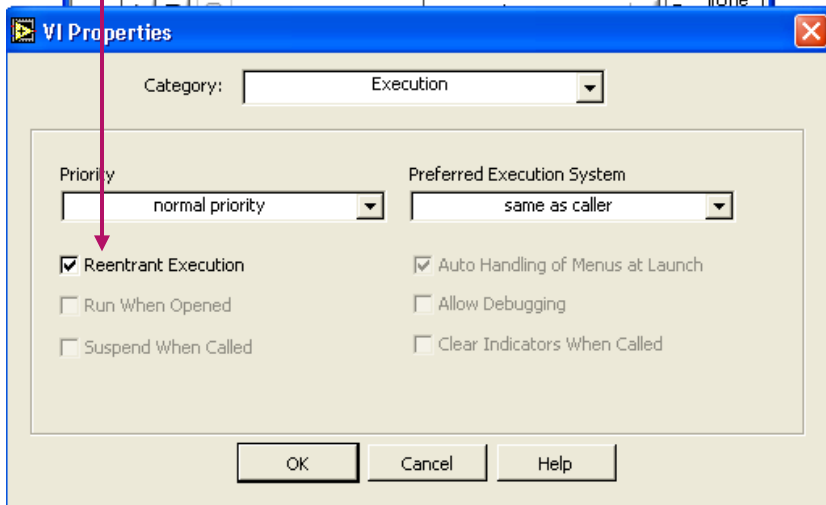 none
VI Properties
Category: Execution
Priority Preferred Execution System
normal priority same as caller
Reentrant Execution Auto Handling of Menus at Launch
Run When Opened Allow Debugging
Suspend When Called Clear Indicators When Called
OK Cancel Help